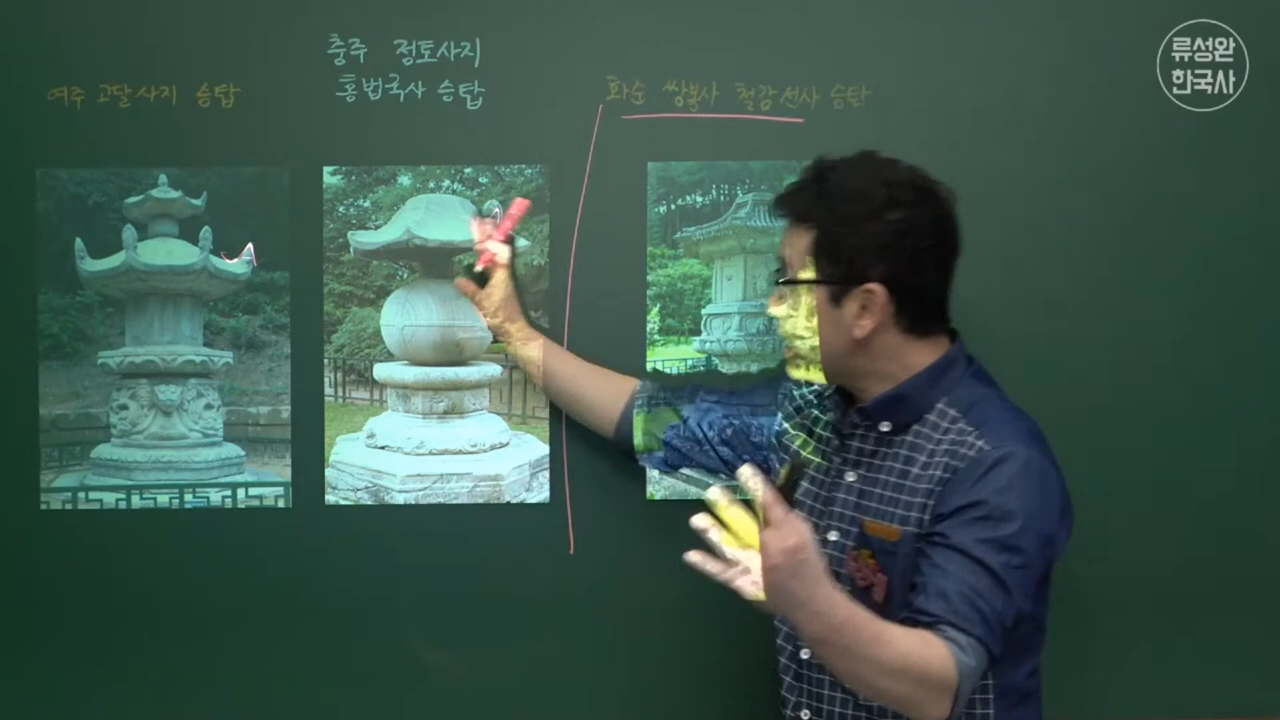 여주 고달사지 승탑
충주 정토사지
홍법국사 승탑
화순 쌍봉사 철감선사 승탑
류성완
한국사